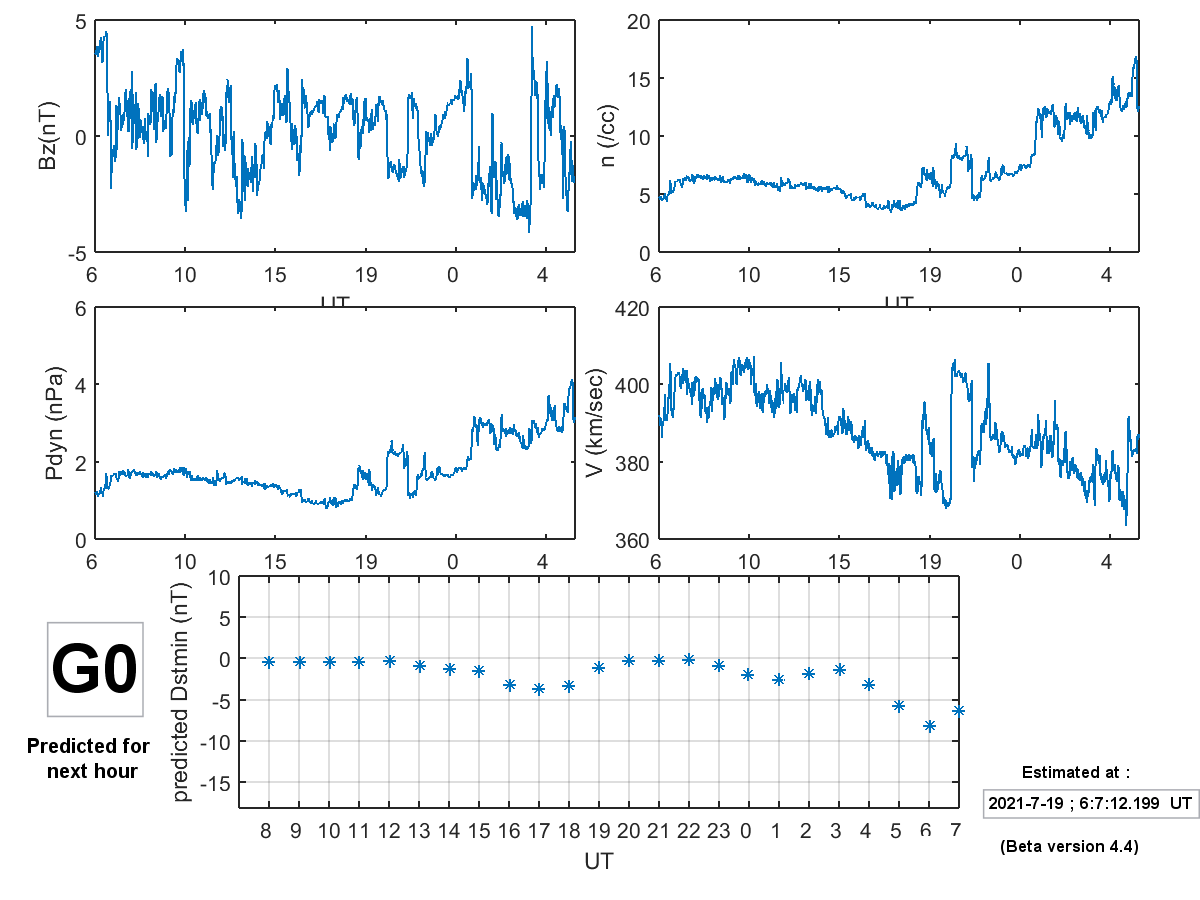 5
0
-5
Bz(nT)
6 10 15 19 0 4
UT
20
15
10
5
0
n (/cc)
6 10 15 19 0 4
UT
6
4
2
0
Pdyn (nPa)
6 10 15 19 0 4
420
400
380
360
V (km/sec)
6 10 15 19 0 4
10
5
0
-5
-10
-15
predicted Dstmin (nT)
8 9 10 11 12 13 14 15 16 17 18 19 20 21 22 23 0 1 2 3 4 5 6 7
UT
G0
Predicted for
next hour
Estimated at :
2021-7-19 ; 6:7:12.199 UT
(Beta version 4.4)